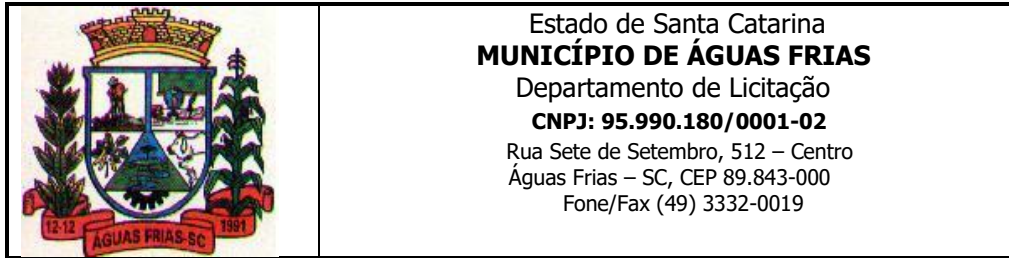 Estado de Santa Catarina
MUNICÍPIO DE ÁGUAS FRIAS
Departamento de Licitação
CNPJ: 95.990.180/0001-02
Rua Sete de Setembro, 512 – Centro
Águas Frias – SC, CEP 89.843-000
Fone/Fax (49) 3332-0019
12-12
ÁGUAS FRIAS-SC
1991